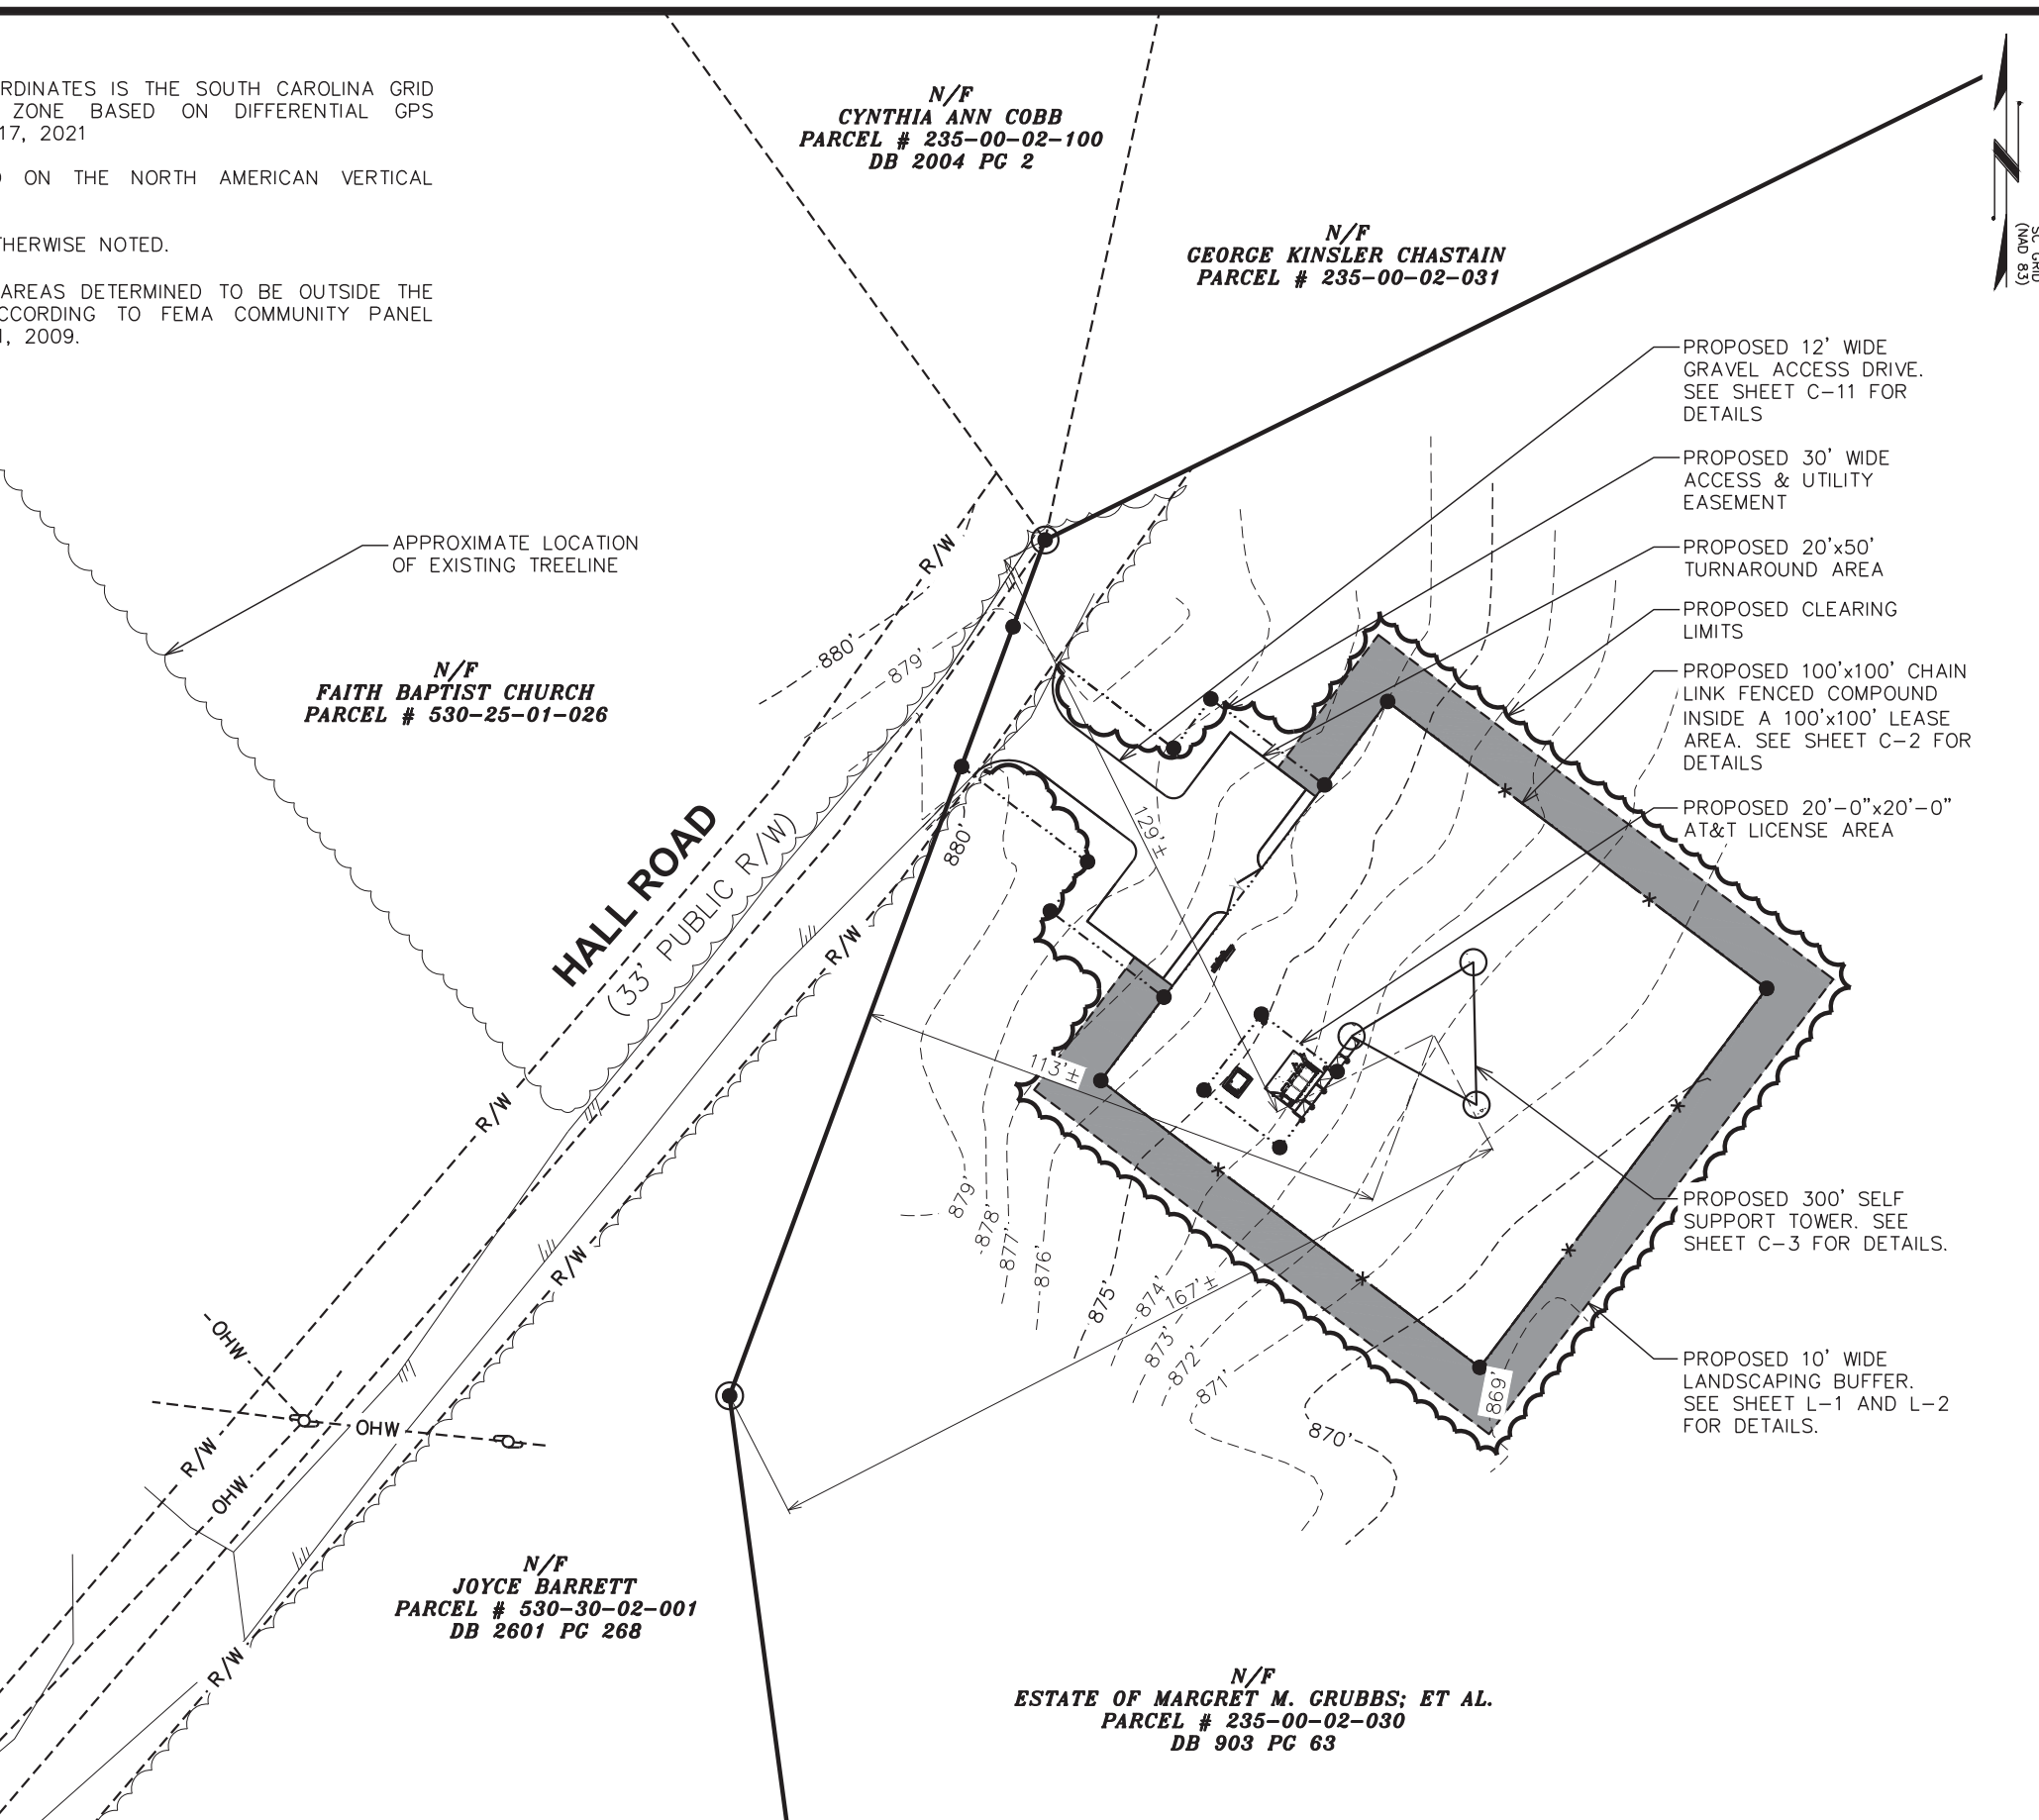 RDINATES IS THE SOUTH CAROLINA GRID
ZONE BASED ON DIFFERENTIAL GPS
17, 2021
ON THE NORTH AMERICAN VERTICAL
THERWISE NOTED.
AREAS DETERMINED TO BE OUTSIDE THE
CCORDING TO FEMA COMMUNITY PANEL
, 2009.
N/F
CYNTHIA ANN COBB
PARCEL # 235-00-02-100
DB 2004 PG 2
N/F
GEORGE KINSLER CHASTAIN
PARCEL # 235-00-02-031
SC GRID
(NAD 83)
PROPOSED 12' WIDE
GRAVEL ACCESS DRIVE.
SEE SHEET C-11 FOR
DETAILS
PROPOSED 30' WIDE
ACCESS & UTILITY
EASEMENT
PROPOSED 20'x50'
TURNAROUND AREA
PROPOSED CLEARING
LIMITS
PROPOSED 100'x100' CHAIN
LINK FENCED COMPOUND
INSIDE A 100'x100' LEASE
AREA. SEE SHEET C-2 FOR
DETAILS
PROPOSED 20'-0"x20'-0"
AT&T LICENSE AREA
APPROXIMATE LOCATION
OF EXISTING TREELINE
N/F
FAITH BAPTIST CHURCH
PARCEL # 530-25-01-026
R/W
880'
879'
HALL ROAD
(33' PUBLIC R/W)
880'
129'±
R/W
113'±
R/W
879'
878'
877'
876'
875'
874'
873'
872'
871'
870'
869'
167'±
R/W
PROPOSED 300' SELF
SUPPORT TOWER. SEE
SHEET C-3 FOR DETAILS.
PROPOSED 10' WIDE
LANDSCAPING BUFFER.
SEE SHEET L-1 AND L-2
FOR DETAILS.
OHW
OHW
R/W
OHW
R/W
N/F
JOYCE BARRETT
PARCEL # 530-30-02-001
DB 2601 PG 268
N/F
ESTATE OF MARGRET M. GRUBBS; ET AL.
PARCEL # 235-00-02-030
DB 903 PG 63